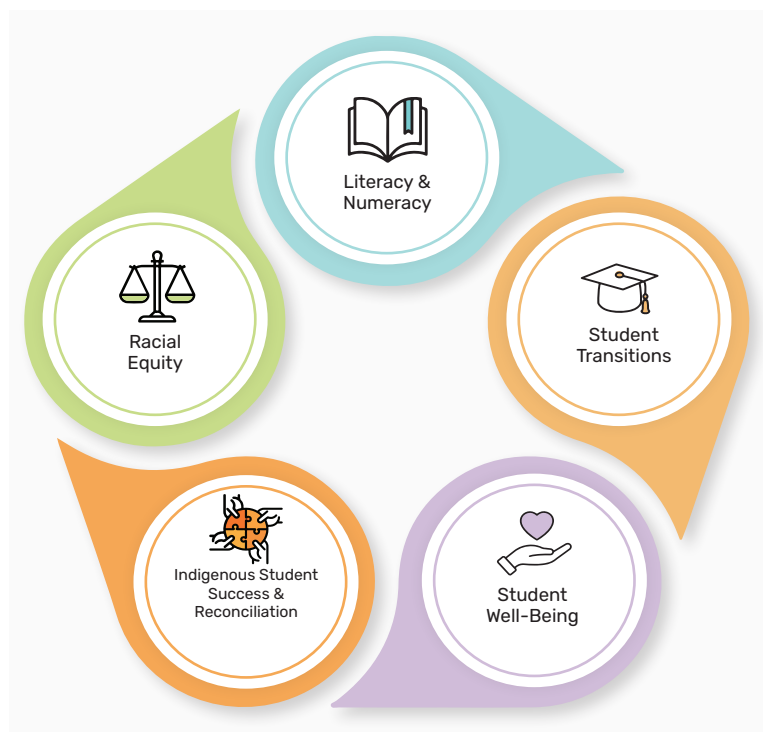 Literacy &
Numeracy
Student
Transitions
Student
Well-Being
Indigenous Student
Success &
Reconciliation
Racial
Equity